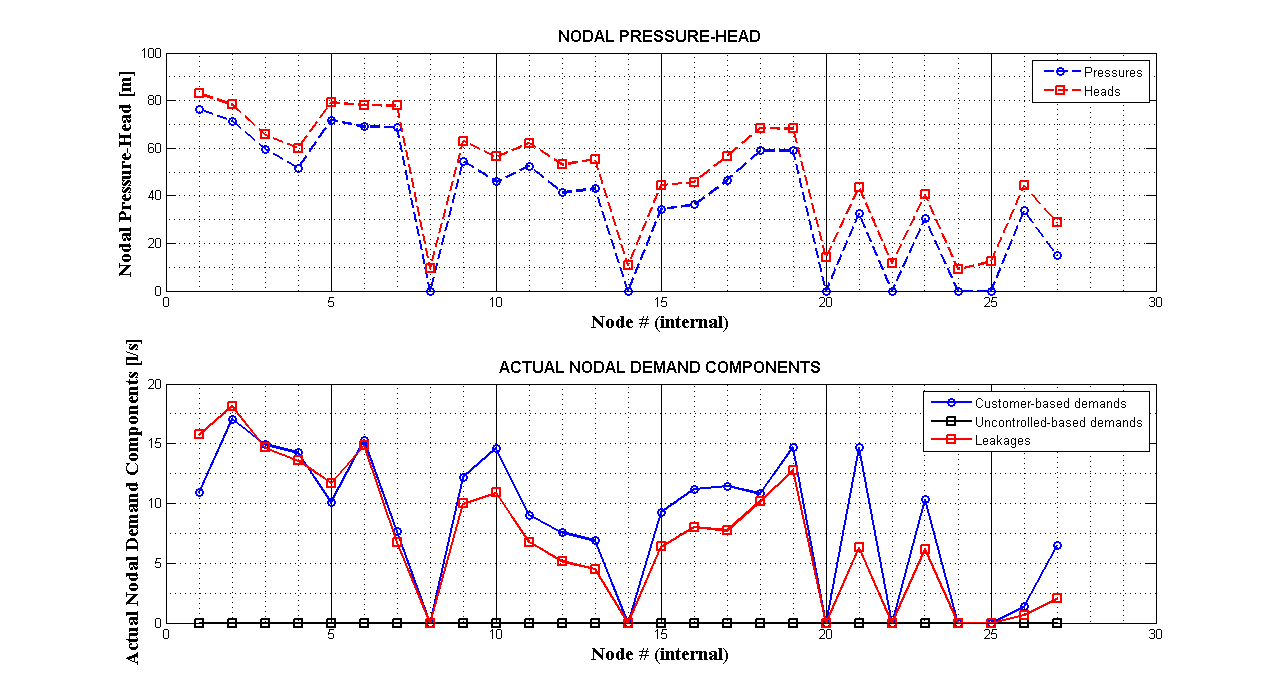 NODAL PRESSURE-HEAD
Nodal Pressure-Head [m]
100
80
60
40
20
0
0 5 10 15 20 25 30
Node # (internal)
Pressures
Heads
ACTUAL NODAL DEMAND COMPONENTS
Actual Nodal Demand Components [l/s]
20
15
10
5
0
0 5 10 15 20 25 30
Node # (internal)
Customer-based demands
Uncontrolled-based demands
Leakages